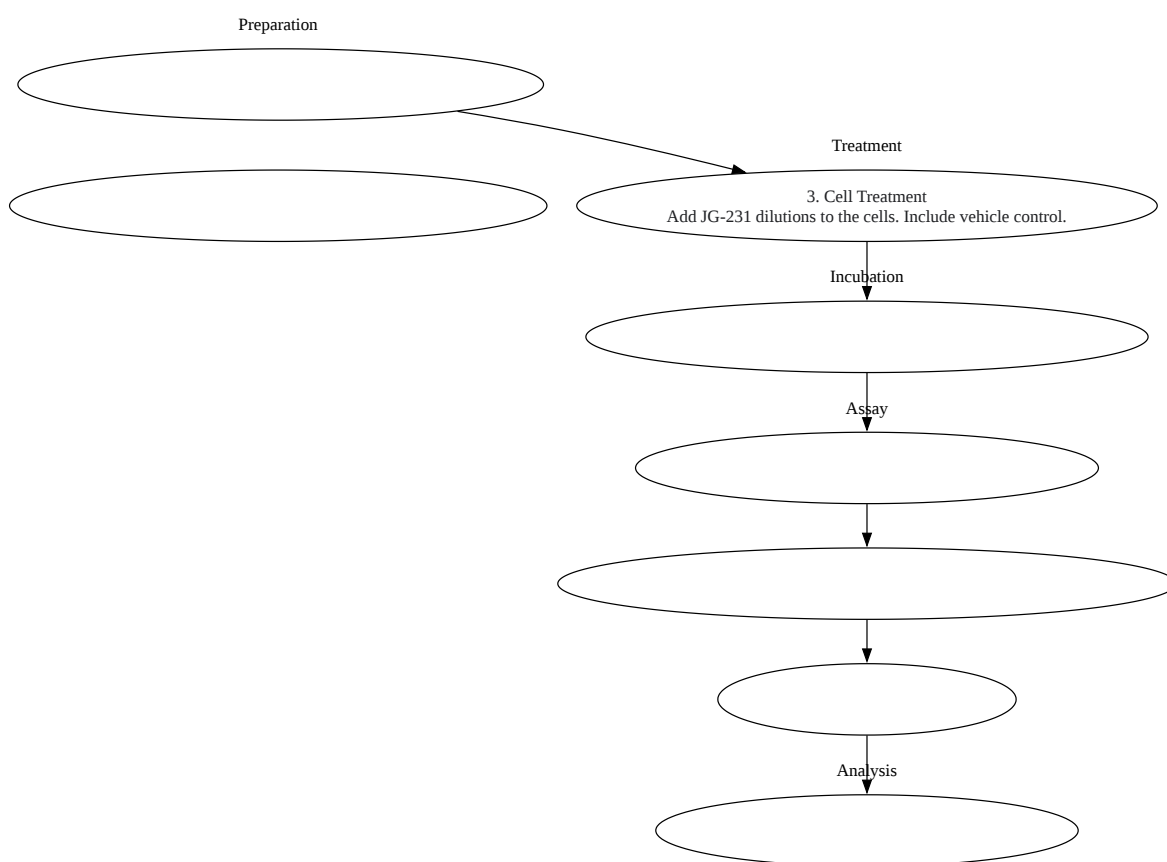 Preparation
Treatment
3. Cell Treatment
Add JG-231 dilutions to the cells. Include vehicle control.
Incubation
Assay
Analysis